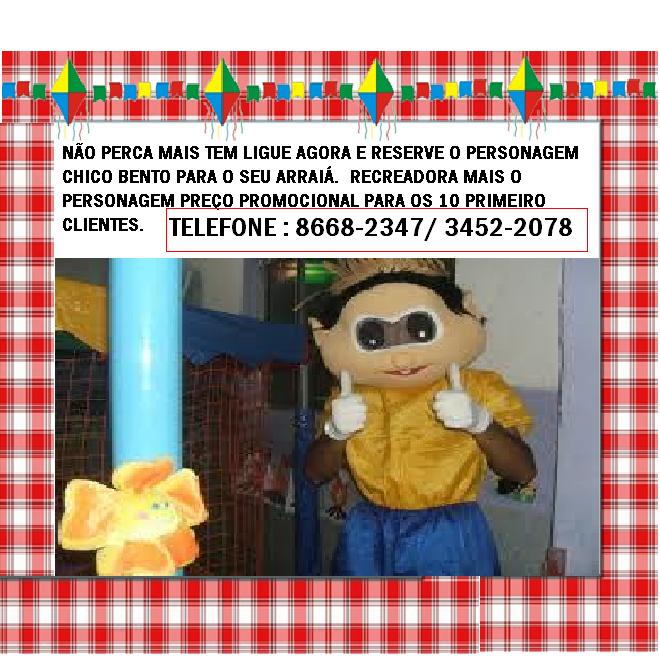 NÃO PERCA MAIS TEM LIGUE AGORA E RESERVE O PERSONAGEM
CHICO BENTO PARA O SEU ARRAIÁ. RECREADORA MAIS O
PERSONAGEM PREÇO PROMOCIONAL PARA OS 10 PRIMEIRO
CLIENTES. TELEFONE : 8668-2347/ 3452-2078